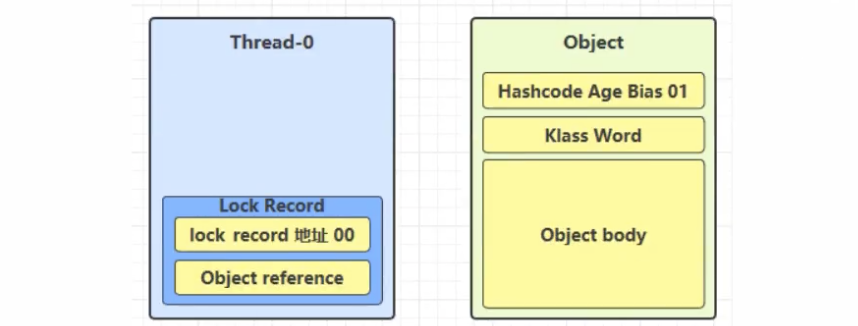 Thread-0
Lock Record
lock record 地址 00
Object reference
Object
Hashcode Age Bias 01
Klass Word
Object body